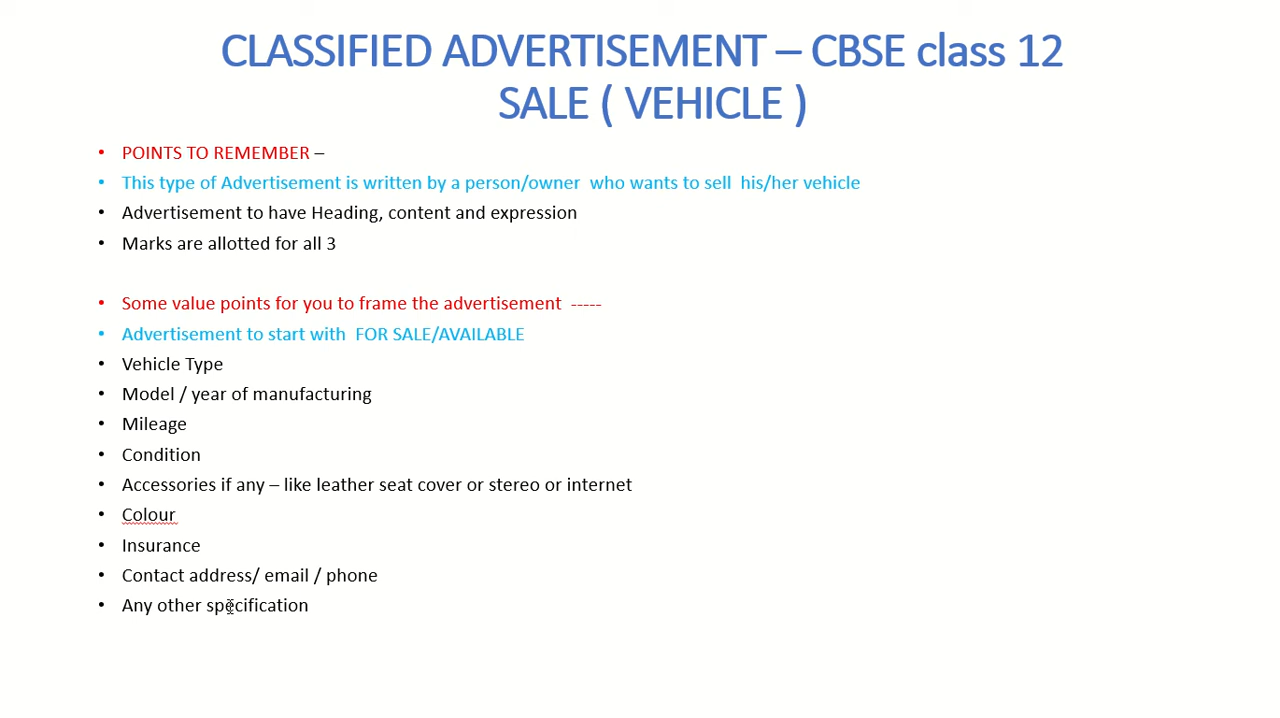 CLASSIFIED ADVERTISEMENT – CBSE class 12
SALE ( VEHICLE )
• POINTS TO REMEMBER –
• This type of Advertisement is written by a person/owner who wants to sell his/her vehicle
• Advertisement to have Heading, content and expression
• Marks are allotted for all 3
• Some value points for you to frame the advertisement -----
• Advertisement to start with FOR SALE/AVAILABLE
• Vehicle Type
• Model / year of manufacturing
• Mileage
• Condition
• Accessories if any – like leather seat cover or stereo or internet
• Colour
• Insurance
• Contact address/ email / phone
• Any other specification